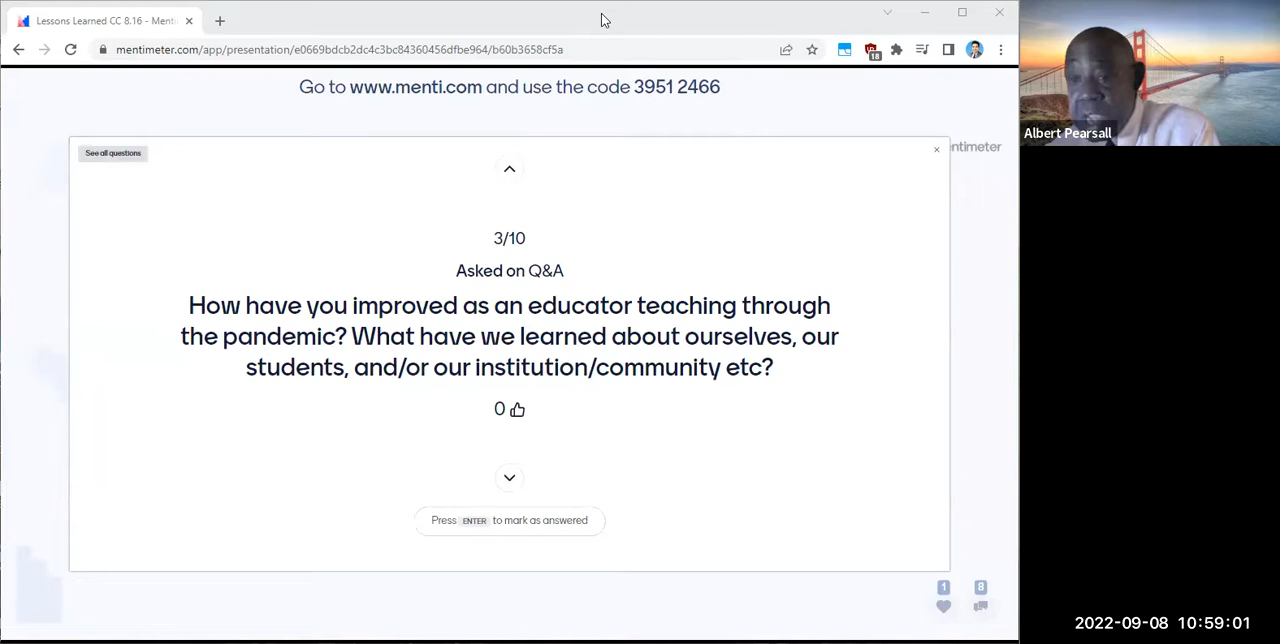 Lessons Learned CC 8.16 - Menti
mentimeter.com/app/presentation/e0669bdcb2dc4c3bc84360456dfbe964/b60b3658cf5a
18
Go to www.menti.com and use the code 3951 2466
See all questions
ntimeter
3/10
Asked on Q&A
How have you improved as an educator teaching through
the pandemic? What have we learned about ourselves, our
students, and/or our institution/community etc?
0
Press ENTER to mark as answered
1 8
Albert Pearsall
2022-09-08 10:59:01